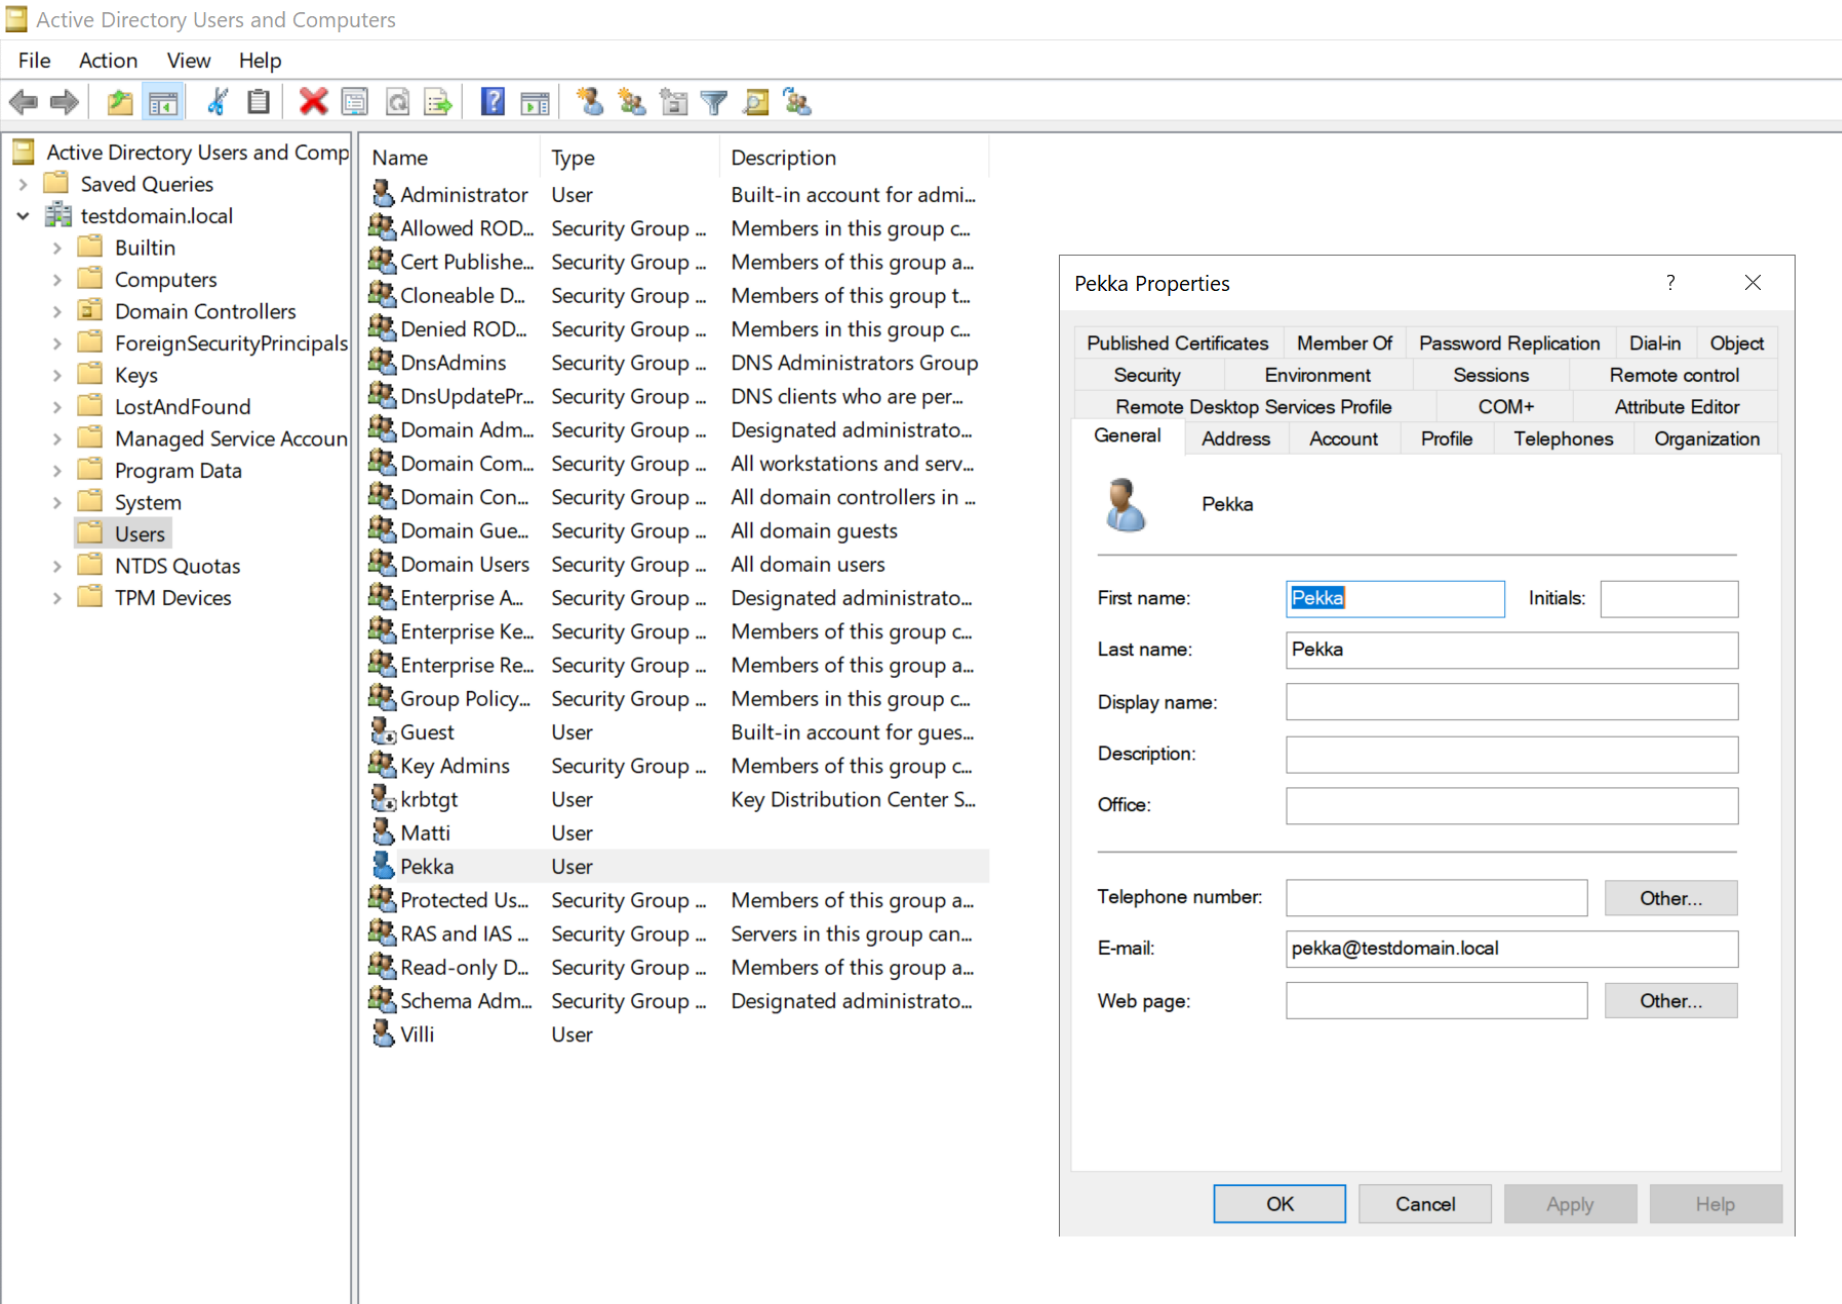 Active Directory Users and Computers
File Action View Help
Active Directory Users and Comp
Saved Queries
testdomain.local
Builtin
Computers
Domain Controllers
ForeignSecurityPrincipals
Keys
LostAndFound
Managed Service Accoun
Program Data
System
Users
NTDS Quotas
TPM Devices
Name Type Description
Administrator User Built-in account for admi...
Allowed ROD... Security Group ... Members in this group c...
Cert Publishe... Security Group ... Members of this group a...
Cloneable D... Security Group ... Members of this group t...
Denied ROD... Security Group ... Members in this group c...
DnsAdmins Security Group ... DNS Administrators Group
DnsUpdatePr... Security Group ... DNS clients who are per...
Domain Adm... Security Group ... Designated administrato...
Domain Com... Security Group ... All workstations and serv...
Domain Con... Security Group ... All domain controllers in ...
Domain Gue... Security Group ... All domain guests
Domain Users Security Group ... All domain users
Enterprise A... Security Group ... Designated administrato...
Enterprise Ke... Security Group ... Members of this group c...
Enterprise Re... Security Group ... Members of this group a...
Group Policy... Security Group ... Members in this group c...
Guest User Built-in account for gues...
Key Admins Security Group ... Members of this group c...
krbtgt User Key Distribution Center S...
Matti User
Pekka User
Protected Us... Security Group ... Members of this group a...
RAS and IAS ... Security Group ... Servers in this group can...
Read-only D... Security Group ... Members of this group a...
Schema Adm... Security Group ... Designated administrato...
Villi User
Pekka Properties ?
Published Certificates Member Of Password Replication Dial-in Object
Security Environment Sessions Remote control
Remote Desktop Services Profile COM+ Attribute Editor
General Address Account Profile Telephones Organization
Pekka
First name: Pekka Initials:
Last name: Pekka
Display name:
Description:
Office:
Telephone number: Other...
E-mail: pekka@testdomain.local
Web page: Other...
OK Cancel Apply Help